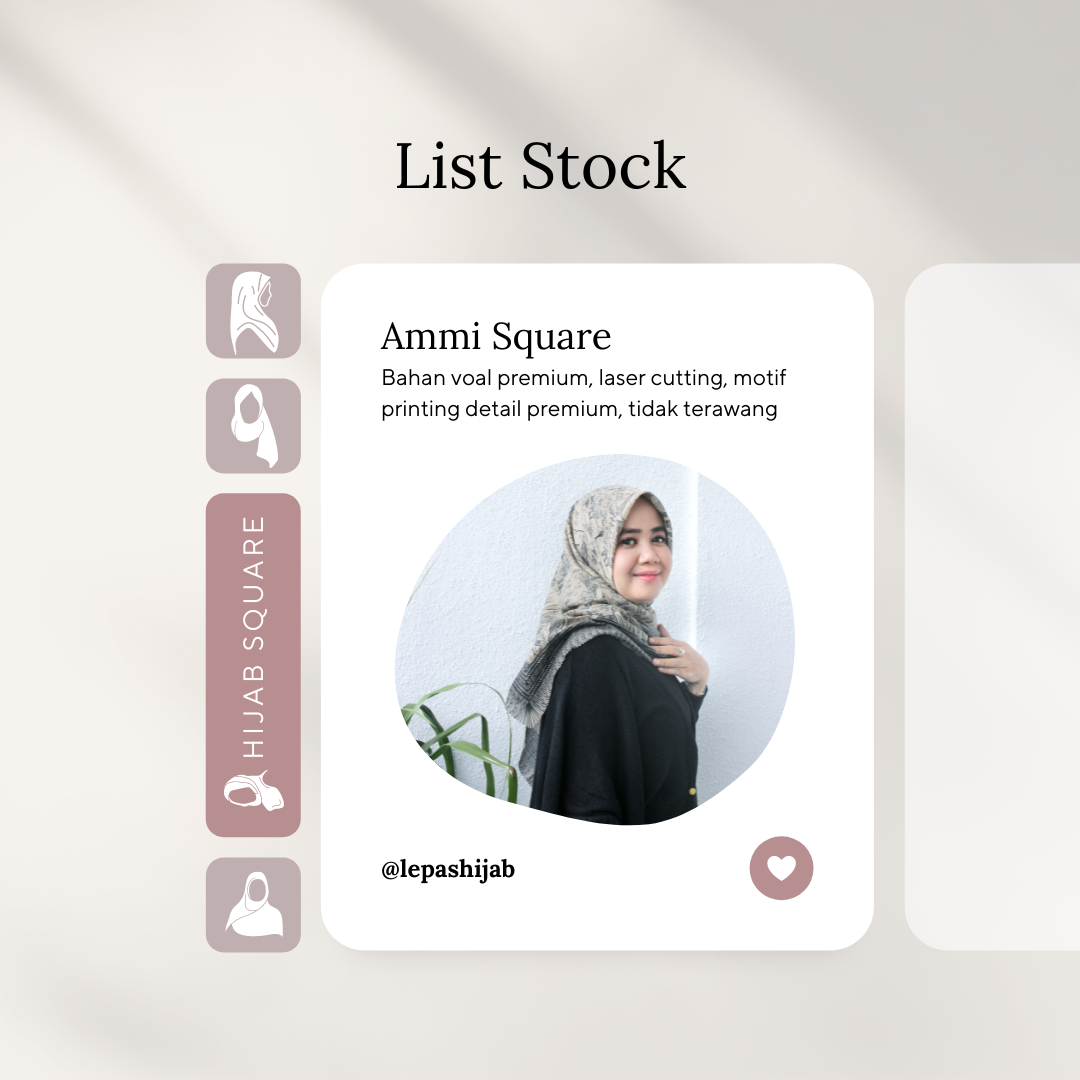 List Stock
Ammi Square
Bahan voal premium, laser cutting, motif
printing detail premium, tidak terawang
HIJAB SQUARE
@lepashijab